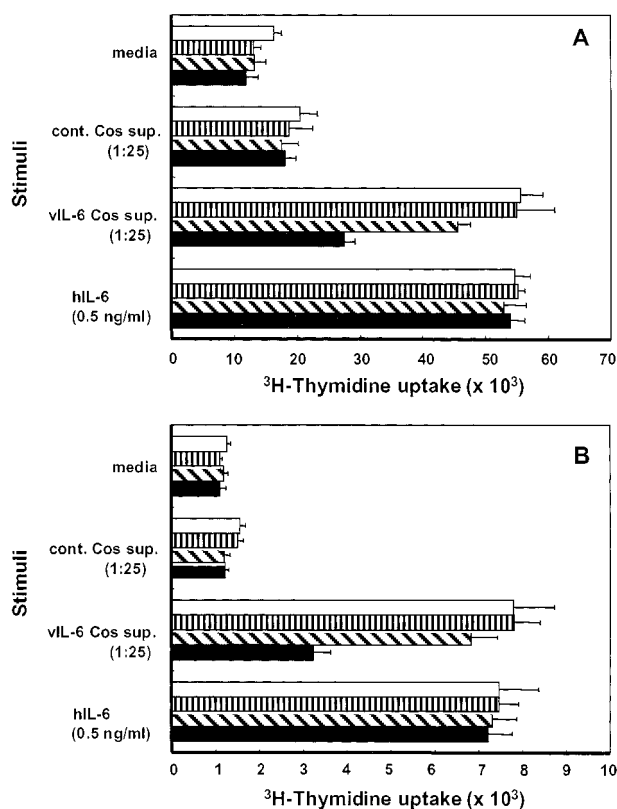 A
Stimuli
media
cont. Cos sup.
(1:25)
vIL-6 Cos sup.
(1:25)
hIL-6
(0.5 ng/ml)
0 10 20 30 40 50 60 70
³H-Thymidine uptake (x 10³)
B
Stimuli
media
cont. Cos sup.
(1:25)
vIL-6 Cos sup.
(1:25)
hIL-6
(0.5 ng/ml)
0 1 2 3 4 5 6 7 8 9 10
³H-Thymidine uptake (x 10³)